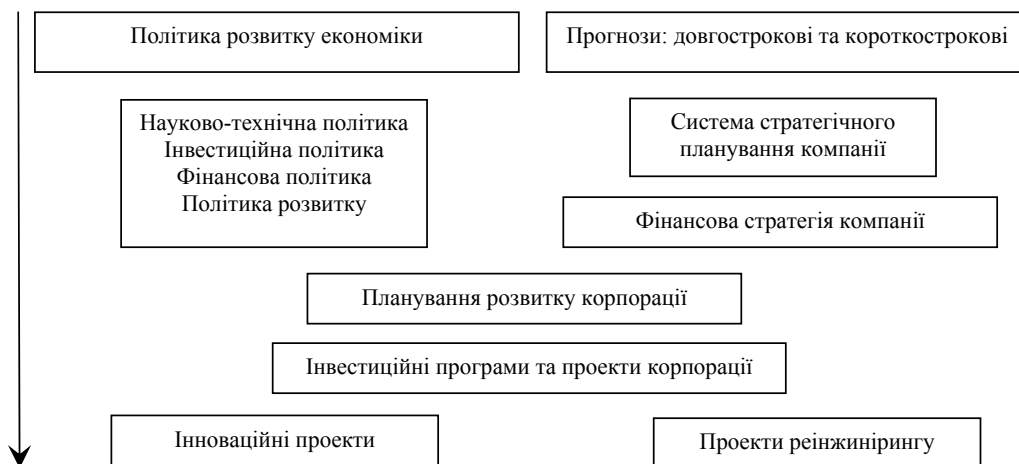 Політика розвитку економіки
Прогнози: довгострокові та короткострокові
Науково-технічна політика
Інвестиційна політика
Фінансова політика
Політика розвитку
Система стратегічного
планування компанії
Фінансова стратегія компанії
Планування розвитку корпорації
Інвестиційні програми та проекти корпорації
Інноваційні проекти
Проекти реінжинірингу